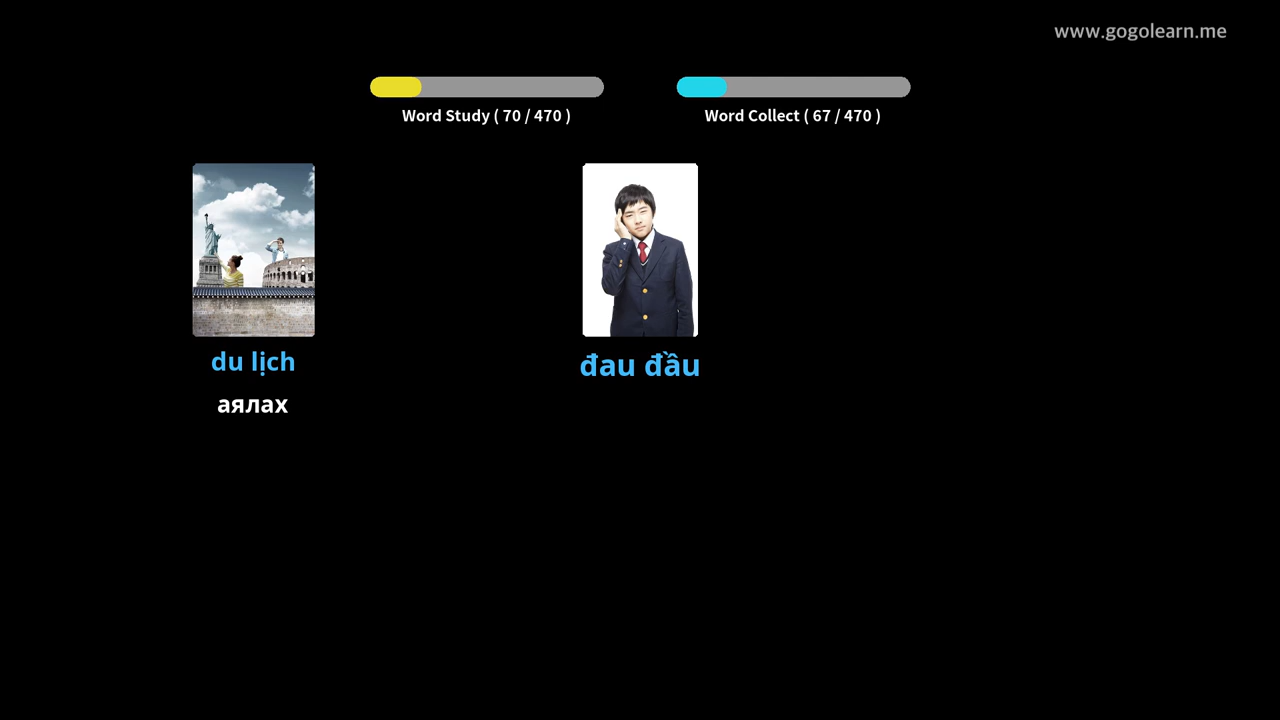 www.gogolearn.me
Word Study ( 70 / 470 )
Word Collect ( 67 / 470 )
du lịch
аялах
đau đầu